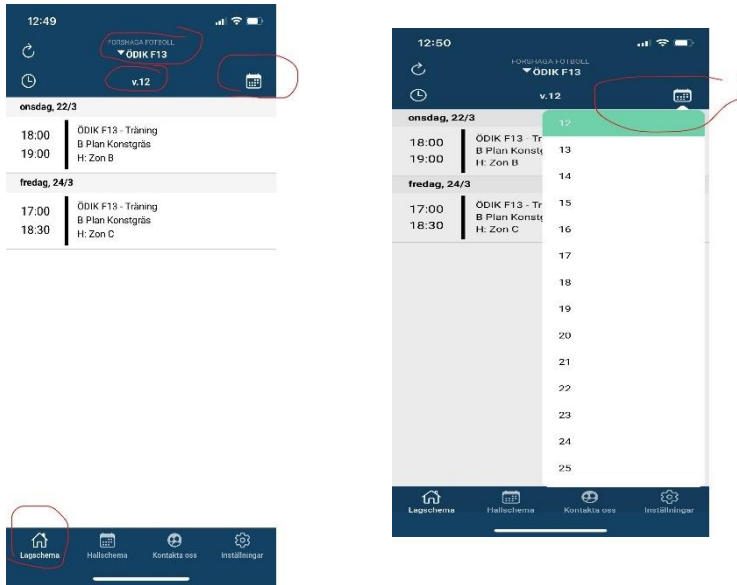 12:49
FORSHAGA FOTBOLL
ÖDIK F13
v.12
onsdag, 22/3
18:00
19:00
ÖDIK F13 - Träning
B Plan Konstgräs
H: Zon B
fredag, 24/3
17:00
18:30
ÖDIK F13 - Träning
B Plan Konstgräs
H: Zon C
Lagschema
Hallschema
Kontakta oss
Inställningar
12:50
FORSHAGA FOTBOLL
ÖDIK F13
v.12
onsdag, 22/3
18:00
19:00
ÖDIK F13 - Tr
B Plan Konstg
H: Zon B
fredag, 24/3
17:00
18:30
ÖDIK F13 - Tr
B Plan Konstg
H: Zon C
12
13
14
15
16
17
18
19
20
21
22
23
24
25
Lagschema
Hallschema
Kontakta oss
Inställningar